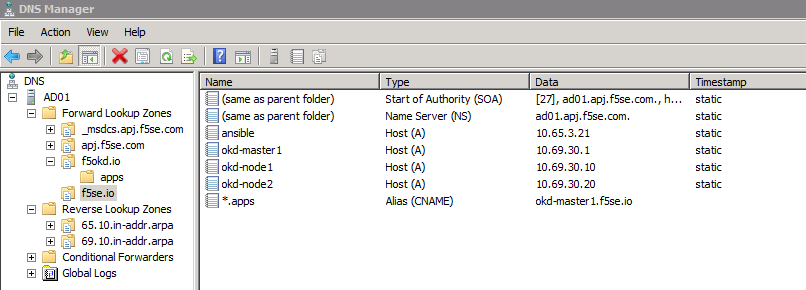 DNS Manager
File Action View Help
DNS
AD01
Forward Lookup Zones
_msdcs.apj.f5se.com
apj.f5se.com
f5okd.io
apps
f5se.io
Reverse Lookup Zones
65.10.in-addr.arpa
69.10.in-addr.arpa
Conditional Forwarders
Global Logs
Name Type Data Timestamp
(same as parent folder) Start of Authority (SOA) [27], ad01.apj.f5se.com., h... static
(same as parent folder) Name Server (NS) ad01.apj.f5se.com. static
ansible Host (A) 10.65.3.21 static
okd-master1 Host (A) 10.69.30.1 static
okd-node1 Host (A) 10.69.30.10 static
okd-node2 Host (A) 10.69.30.20 static
*.apps Alias (CNAME) okd-master1.f5se.io